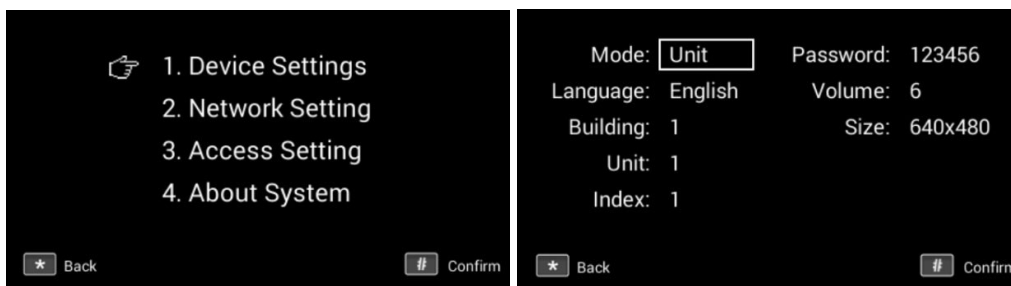 1. Device Settings
2. Network Setting
3. Access Setting
4. About System
* Back
# Confirm
Mode: Unit Password: 123456
Language: English Volume: 6
Building: 1 Size: 640x480
Unit: 1
Index: 1
* Back
# Confirm